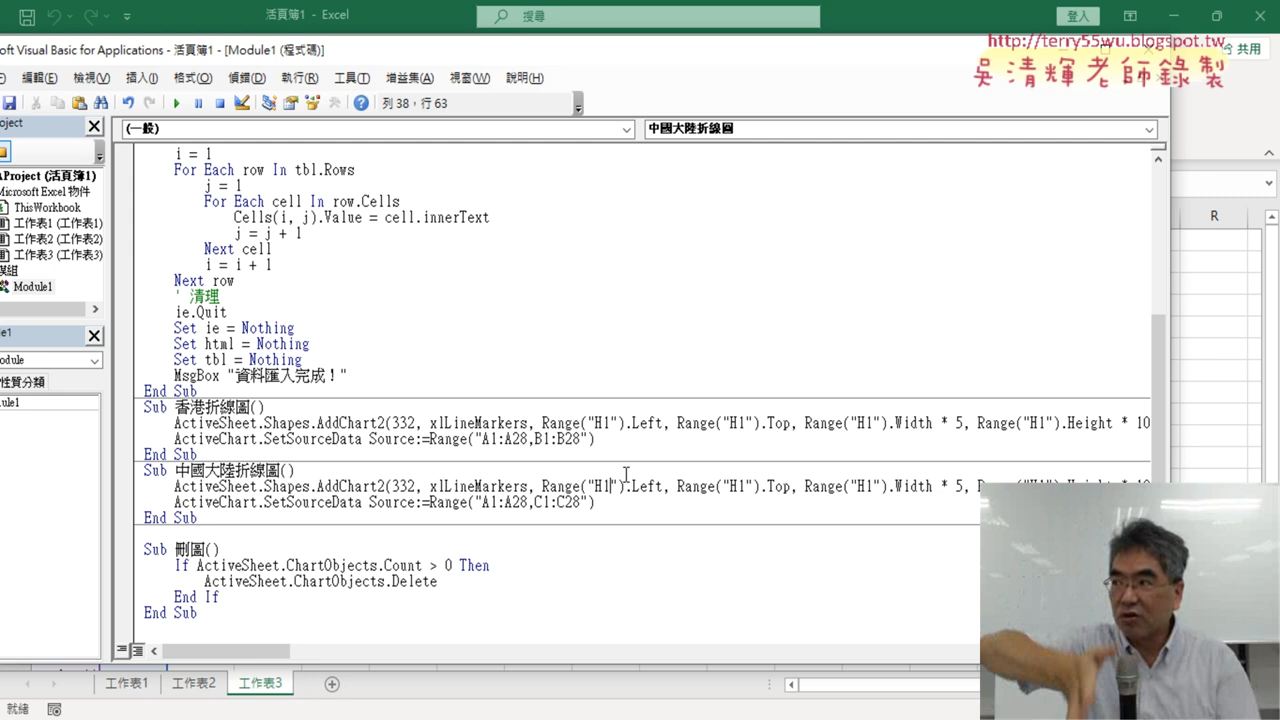 活頁簿1 - Excel
搜尋
登入
http://terry55wu.blogspot.tw
吳清輝老師錄製
共用
oft Visual Basic for Applications - 活頁簿1 - [Module1 (程式碼)]
編輯(E) 檢視(V) 插入(I) 格式(O) 偵錯(D) 執行(R) 工具(T) 增益集(A) 視窗(W) 說明(H)
列 38，行 63
oject
(一般)
中國大陸折線圖
AProject (活頁簿1)
Microsoft Excel 物件
ThisWorkbook
工作表1 (工作表1)
工作表2 (工作表2)
工作表3 (工作表3)
模組
Module1
le1
odule
性質分類
ule1
R
i = 1
For Each row In tbl.Rows
j = 1
For Each cell In row.Cells
Cells(i, j).Value = cell.innerText
j = j + 1
Next cell
i = i + 1
Next row
' 清理
ie.Quit
Set ie = Nothing
Set html = Nothing
Set tbl = Nothing
MsgBox "資料匯入完成！"
End Sub
Sub 香港折線圖()
ActiveSheet.Shapes.AddChart2(332, xlLineMarkers, Range("H1").Left, Range("H1").Top, Range("H1").Width * 5, Range("H1").Height * 10
ActiveChart.SetSourceData Source:=Range("A1:A28,B1:B28")
End Sub
Sub 中國大陸折線圖()
ActiveSheet.Shapes.AddChart2(332, xlLineMarkers, Range("H1").Left, Range("H1").Top, Range("H1").Width * 5, Range("H1").Height * 10
ActiveChart.SetSourceData Source:=Range("A1:A28,C1:C28")
End Sub
Sub 刪圖()
If ActiveSheet.ChartObjects.Count > 0 Then
ActiveSheet.ChartObjects.Delete
End If
End Sub
工作表1 工作表2 工作表3
就緒